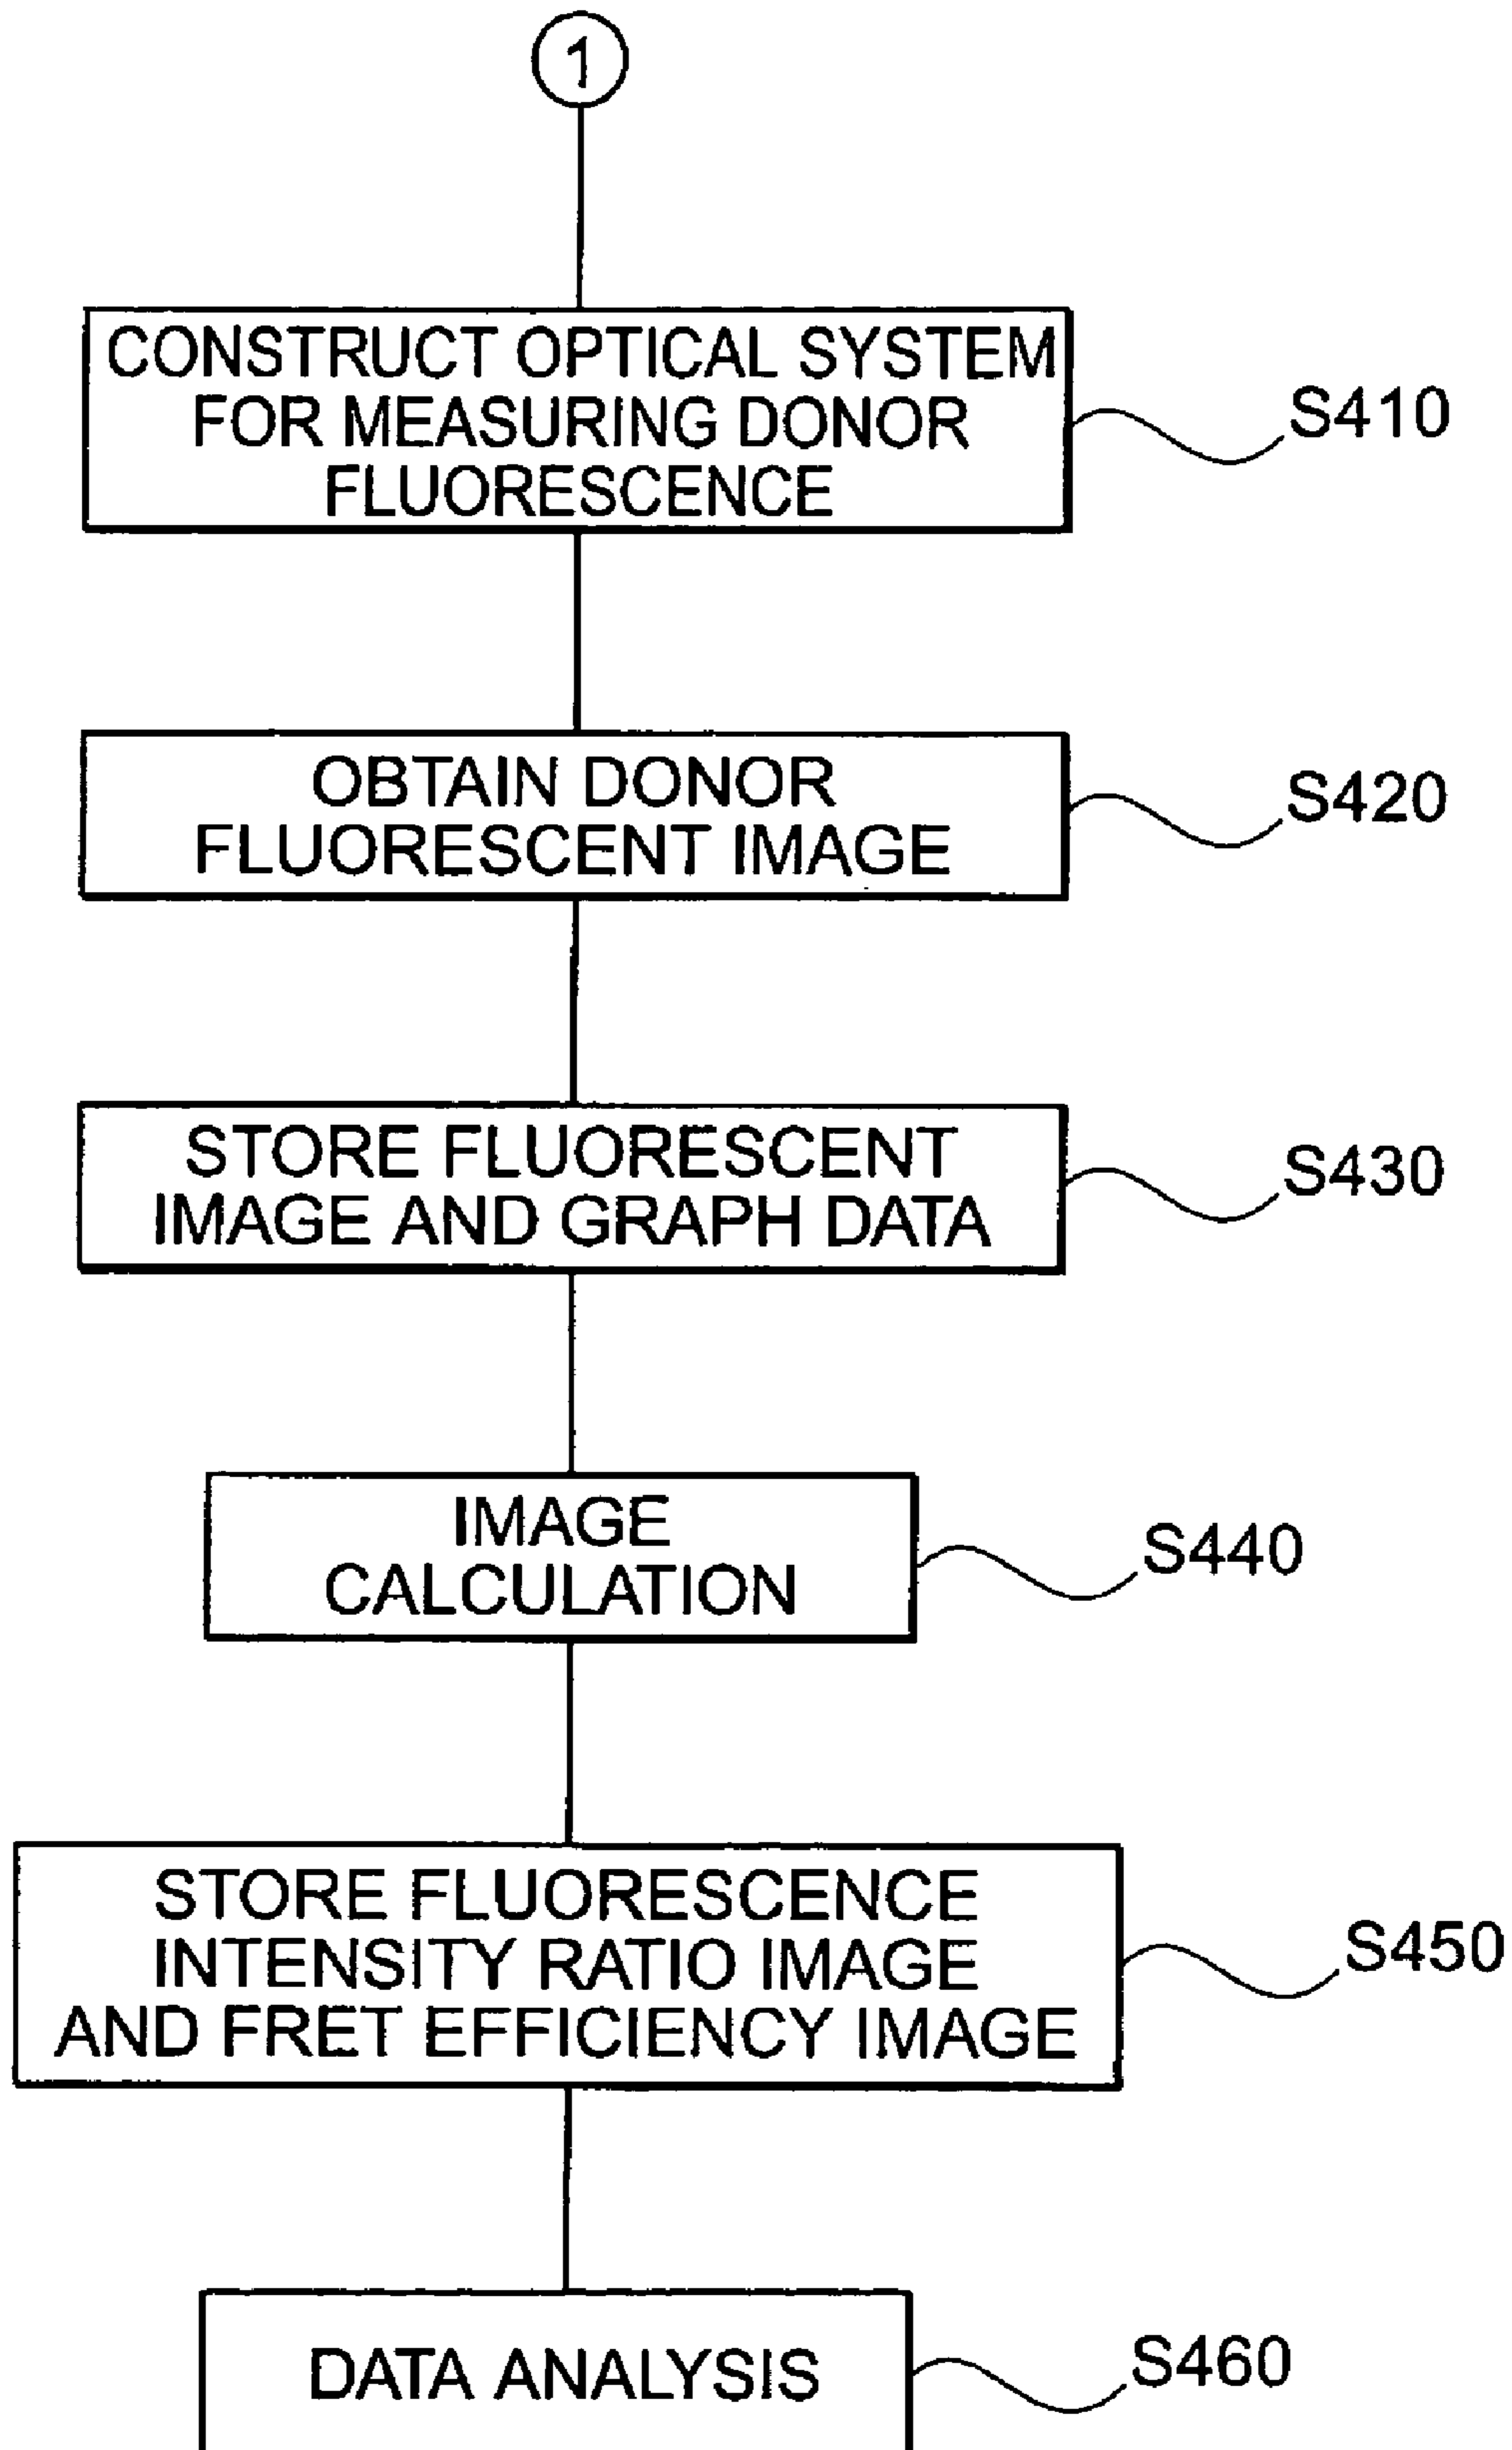 1
CONSTRUCT OPTICAL SYSTEM
FOR MEASURING DONOR
FLUORESCENCE
S410
OBTAIN DONOR
FLUORESCENT IMAGE
S420
STORE FLUORESCENT
IMAGE AND GRAPH DATA
S430
IMAGE
CALCULATION
S440
STORE FLUORESCENCE
INTENSITY RATIO IMAGE
AND FRET EFFICIENCY IMAGE
S450
DATA ANALYSIS
S460